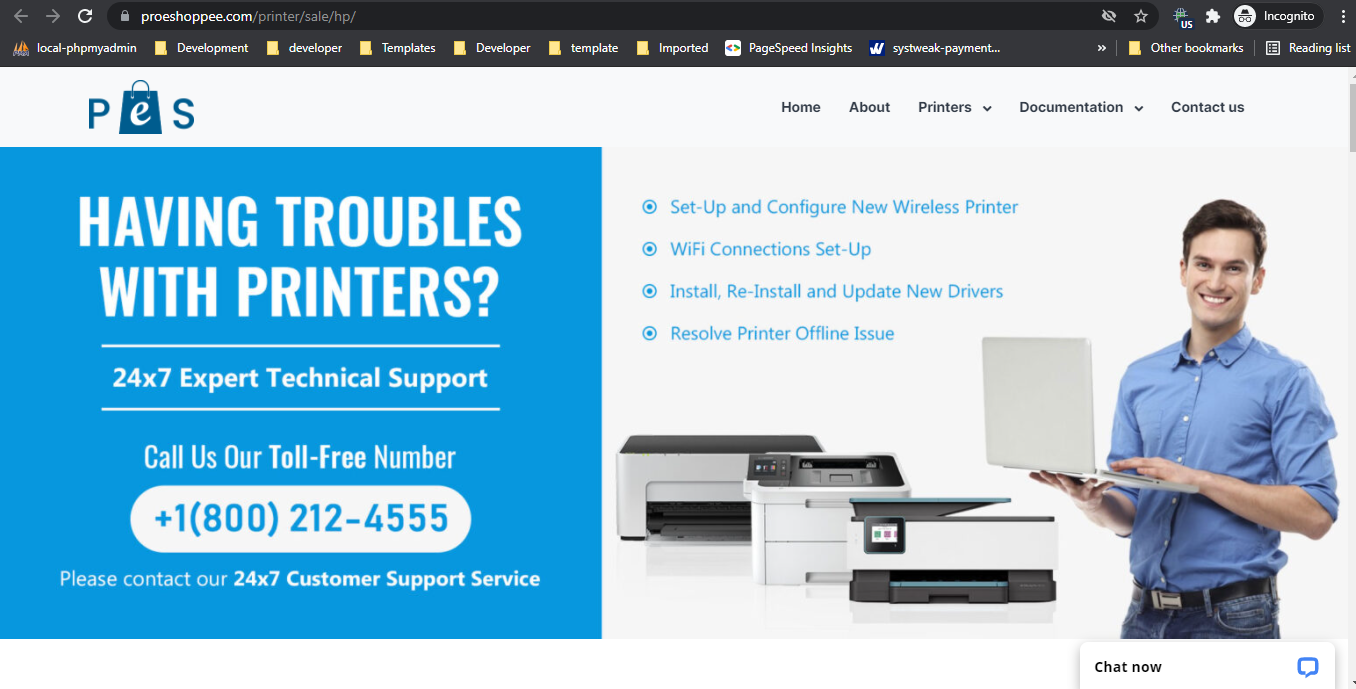 proeshoppee.com/printer/sale/hp/
US
Incognito
local-phpmyadmin
Development
developer
Templates
Developer
template
Imported
PageSpeed Insights
systweak-payment...
»
Other bookmarks
Reading list
P e S
Home
About
Printers
Documentation
Contact us
HAVING TROUBLES
WITH PRINTERS?
24x7 Expert Technical Support
Call Us Our Toll-Free Number
+1(800) 212-4555
Please contact our 24x7 Customer Support Service
Set-Up and Configure New Wireless Printer
WiFi Connections Set-Up
Install, Re-Install and Update New Drivers
Resolve Printer Offline Issue
Chat now